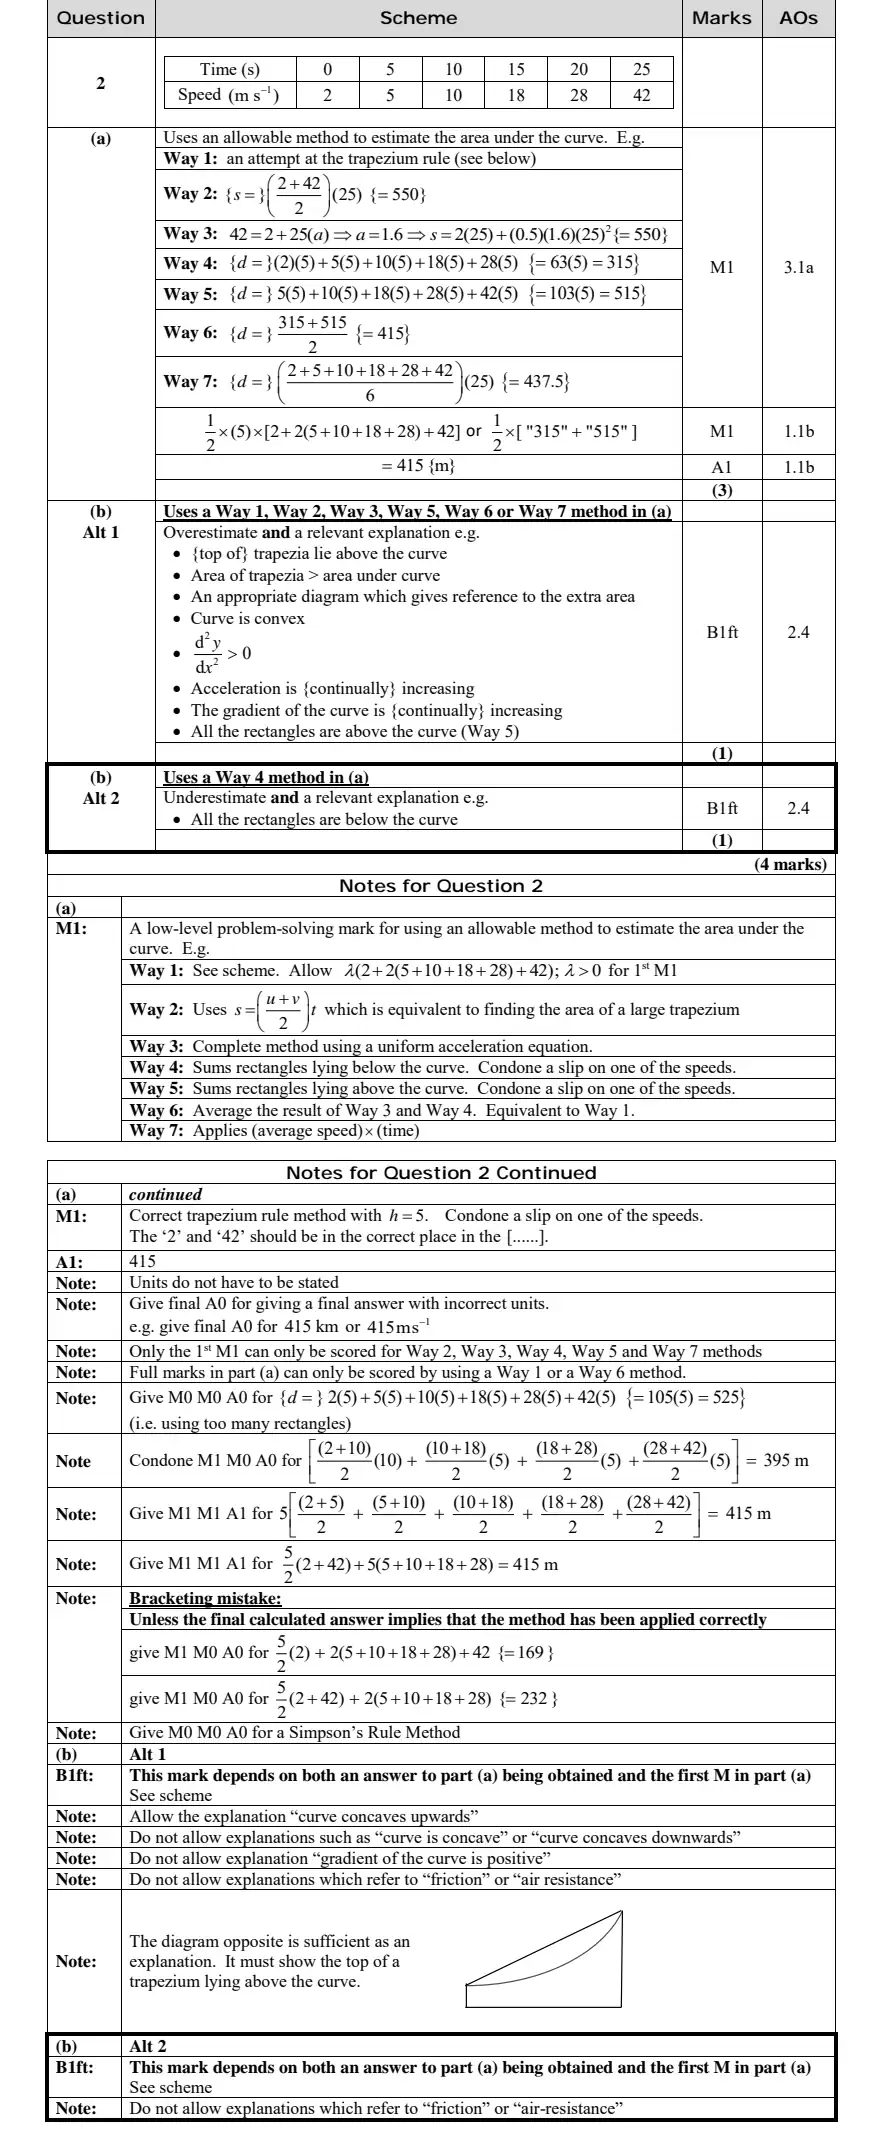 Question Scheme Marks AOs
2
Time (s) 0 5 10 15 20 25
Speed (m s⁻¹) 2 5 10 18 28 42
(a) Uses an allowable method to estimate the area under the curve. E.g.
Way 1: an attempt at the trapezium rule (see below)
Way 2: {s =}((2 + 42)/2)(25) {= 550}
Way 3: 42 = 2 + 25(a) ⇒ a = 1.6 ⇒ s = 2(25) + (0.5)(1.6)(25)² {= 550}
Way 4: {d =}(2)(5) + 5(5) + 10(5) + 18(5) + 28(5) {= 63(5) = 315}
M1 3.1a
Way 5: {d =} 5(5) + 10(5) + 18(5) + 28(5) + 42(5) {= 103(5) = 515}
Way 6: {d =} (315 + 515)/2 {= 415}
Way 7: {d =} ((2 + 5 + 10 + 18 + 28 + 42)/6)(25) {= 437.5}
1/2 × (5) × [2 + 2(5 + 10 + 18 + 28) + 42] or 1/2 × [ "315" + "515" ] M1 1.1b
= 415 {m} A1 1.1b
(3)
(b) Uses a Way 1, Way 2, Way 3, Way 5, Way 6 or Way 7 method in (a)
Alt 1 Overestimate and a relevant explanation e.g.
• {top of} trapezia lie above the curve
• Area of trapezia > area under curve
• An appropriate diagram which gives reference to the extra area
• Curve is convex
B1ft 2.4
• d²y/dx² > 0
• Acceleration is {continually} increasing
• The gradient of the curve is {continually} increasing
• All the rectangles are above the curve (Way 5)
(1)
(b) Uses a Way 4 method in (a)
Alt 2 Underestimate and a relevant explanation e.g.
• All the rectangles are below the curve
B1ft 2.4
(1)
(4 marks)
Notes for Question 2
(a)
M1: A low-level problem-solving mark for using an allowable method to estimate the area under the
curve. E.g.
Way 1: See scheme. Allow λ(2 + 2(5 + 10 + 18 + 28) + 42); λ > 0 for 1st M1
Way 2: Uses s = ((u + v)/2)t which is equivalent to finding the area of a large trapezium
Way 3: Complete method using a uniform acceleration equation.
Way 4: Sums rectangles lying below the curve. Condone a slip on one of the speeds.
Way 5: Sums rectangles lying above the curve. Condone a slip on one of the speeds.
Way 6: Average the result of Way 3 and Way 4. Equivalent to Way 1.
Way 7: Applies (average speed) × (time)
Notes for Question 2 Continued
(a) continued
M1: Correct trapezium rule method with h = 5. Condone a slip on one of the speeds.
The ‘2’ and ‘42’ should be in the correct place in the [......].
A1: 415
Note: Units do not have to be stated
Note: Give final A0 for giving a final answer with incorrect units.
e.g. give final A0 for 415 km or 415 ms⁻¹
Note: Only the 1st M1 can only be scored for Way 2, Way 3, Way 4, Way 5 and Way 7 methods
Note: Full marks in part (a) can only be scored by using a Way 1 or a Way 6 method.
Note: Give M0 M0 A0 for {d =} 2(5) + 5(5) + 10(5) + 18(5) + 28(5) + 42(5) {= 105(5) = 525}
(i.e. using too many rectangles)
Note Condone M1 M0 A0 for [(2 + 10)/2 (10) + (10 + 18)/2 (5) + (18 + 28)/2 (5) + (28 + 42)/2 (5)] = 395 m
Note: Give M1 M1 A1 for 5[(2 + 5)/2 + (5 + 10)/2 + (10 + 18)/2 + (18 + 28)/2 + (28 + 42)/2] = 415 m
Note: Give M1 M1 A1 for 5/2 (2 + 42) + 5(5 + 10 + 18 + 28) = 415 m
Note: Bracketing mistake:
Unless the final calculated answer implies that the method has been applied correctly
give M1 M0 A0 for 5/2 (2) + 2(5 + 10 + 18 + 28) + 42 {= 169 }
give M1 M0 A0 for 5/2 (2 + 42) + 2(5 + 10 + 18 + 28) {= 232 }
Note: Give M0 M0 A0 for a Simpson’s Rule Method
(b) Alt 1
B1ft: This mark depends on both an answer to part (a) being obtained and the first M in part (a)
See scheme
Note: Allow the explanation “curve concaves upwards”
Note: Do not allow explanations such as “curve is concave” or “curve concaves downwards”
Note: Do not allow explanation “gradient of the curve is positive”
Note: Do not allow explanations which refer to “friction” or “air resistance”
Note: The diagram opposite is sufficient as an
explanation. It must show the top of a
trapezium lying above the curve.
(b) Alt 2
B1ft: This mark depends on both an answer to part (a) being obtained and the first M in part (a)
See scheme
Note: Do not allow explanations which refer to “friction” or “air-resistance”